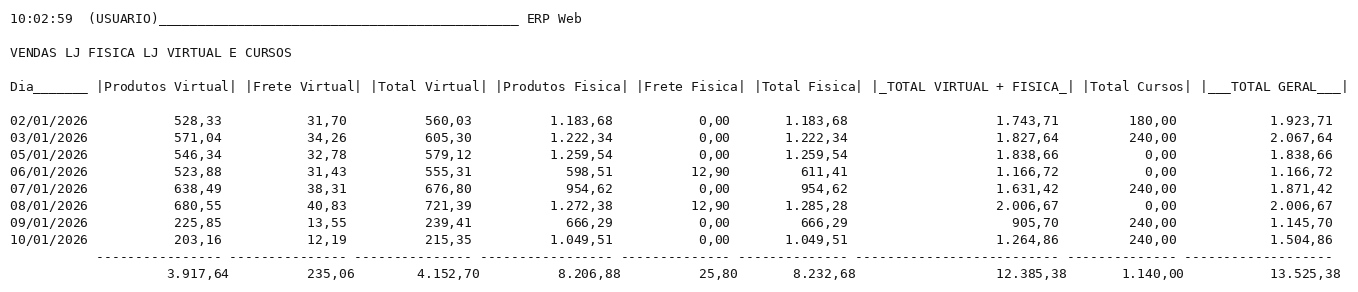 10:02:59  (USUARIO)______________________________________________ ERP Web
VENDAS LJ FISICA LJ VIRTUAL E CURSOS
Dia_______ |Produtos Virtual| |Frete Virtual| |Total Virtual| |Produtos Fisica| |Frete Fisica| |Total Fisica| |_TOTAL VIRTUAL + FISICA_| |Total Cursos| |___TOTAL GERAL___|
02/01/2026           528,33           31,70          560,03          1.183,68           0,00       1.183,68                   1.743,71         180,00            1.923,71
03/01/2026           571,04           34,26          605,30          1.222,34           0,00       1.222,34                   1.827,64         240,00            2.067,64
05/01/2026           546,34           32,78          579,12          1.259,54           0,00       1.259,54                   1.838,66           0,00            1.838,66
06/01/2026           523,88           31,43          555,31            598,51          12,90         611,41                   1.166,72           0,00            1.166,72
07/01/2026           638,49           38,31          676,80            954,62           0,00         954,62                   1.631,42         240,00            1.871,42
08/01/2026           680,55           40,83          721,39          1.272,38          12,90       1.285,28                   2.006,67           0,00            2.006,67
09/01/2026           225,85           13,55          239,41            666,29           0,00         666,29                     905,70         240,00            1.145,70
10/01/2026           203,16           12,19          215,35          1.049,51           0,00       1.049,51                   1.264,86         240,00            1.504,86
           ---------------- --------------- --------------- ----------------- -------------- -------------- -------------------------- -------------- -------------------
                    3.917,64          235,06        4.152,70          8.206,88          25,80       8.232,68                  12.385,38       1.140,00           13.525,38